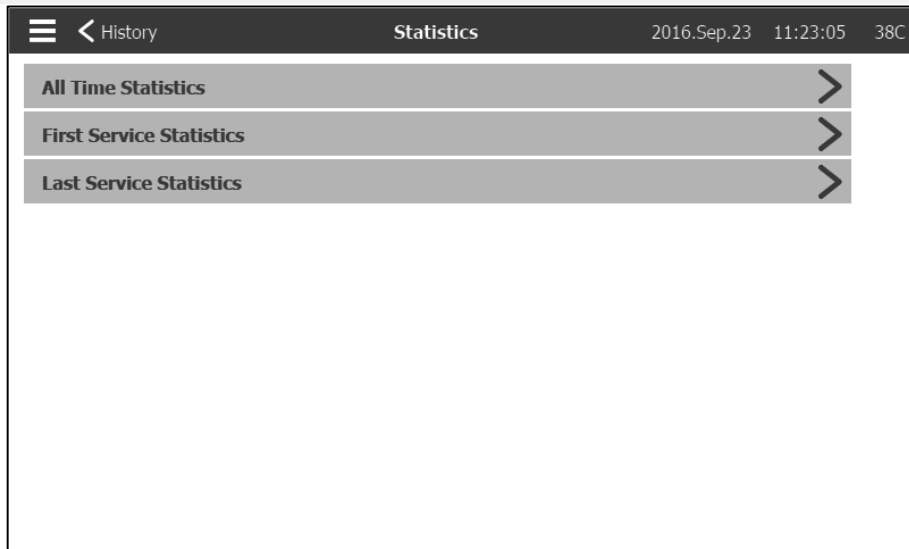 History Statistics 2016.Sep.23 11:23:05 38C
All Time Statistics
First Service Statistics
Last Service Statistics